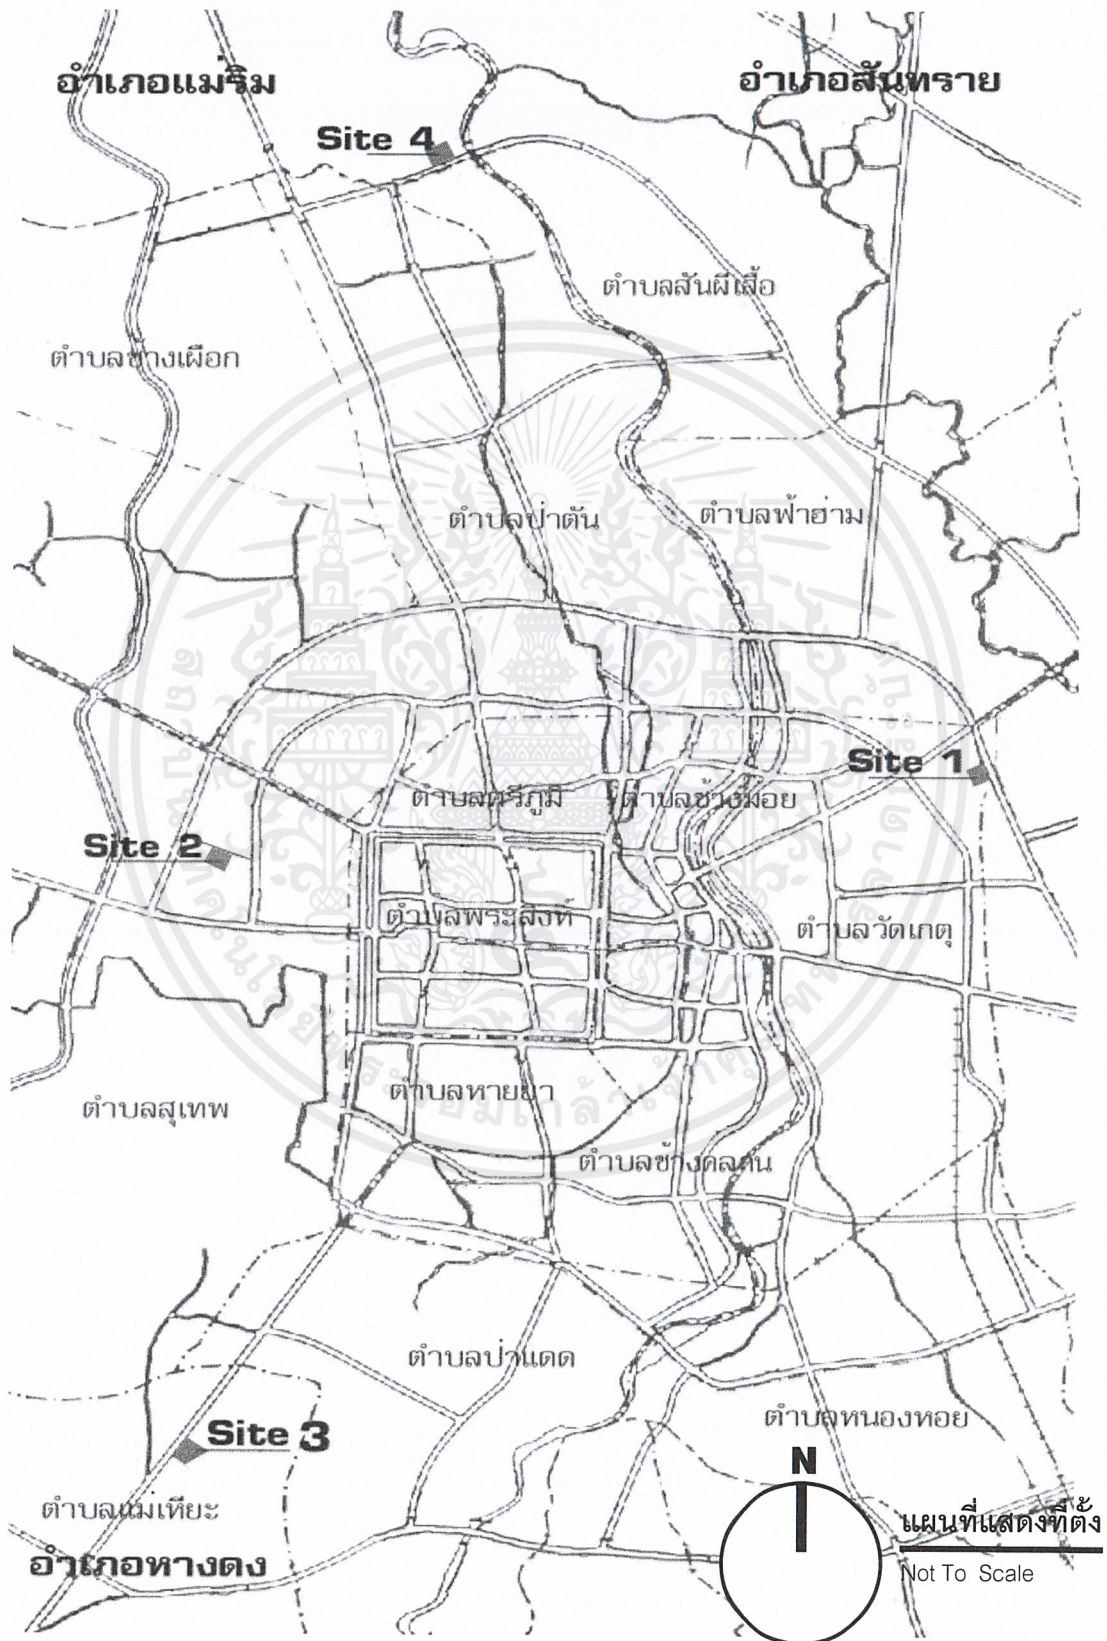 อำเภอแม่ริม
อำเภอสันทราย
Site 4
ตำบลสันผีเสื้อ
ตำบลช้างเผือก
ตำบลป่าตัน
ตำบลฟ้าฮ่าม
Site 1
ตำบลศรีภูมิ
ตำบลช้างม่อย
Site 2
ตำบลพระสิงห์
ตำบลวัดเกตุ
ตำบลหายยา
ตำบลสุเทพ
ตำบลช้างคลาน
ตำบลป่าแดด
ตำบลหนองหอย
Site 3
N
ตำบลแม่เหียะ
แผนที่แสดงที่ตั้ง
อำเภอหางดง
Not To Scale